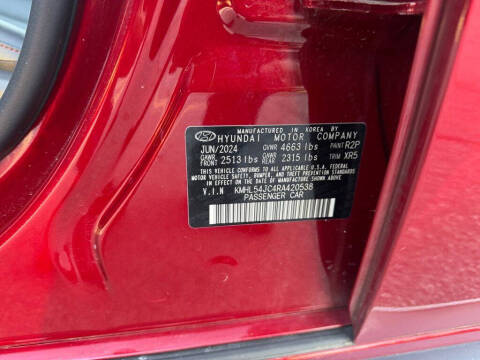 MANUFACTURED IN KOREA BY
HYUNDAI MOTOR COMPANY
JUN/2024 GVWR 4663 lbs PAINT R2P
GAWR FRONT 2513 lbs GAWR REAR 2315 lbs TRIM XR5
THIS VEHICLE CONFORMS TO ALL APPLICABLE U.S.A. FEDERAL
MOTOR VEHICLE SAFETY, BUMPER, AND THEFT PREVENTION STANDARDS
IN EFFECT ON THE DATE OF MANUFACTURE SHOWN ABOVE.
V.I.N KMHL54JC4RA420538
PASSENGER CAR